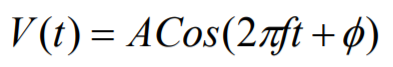 V(t) = ACos(2πft + ϕ)